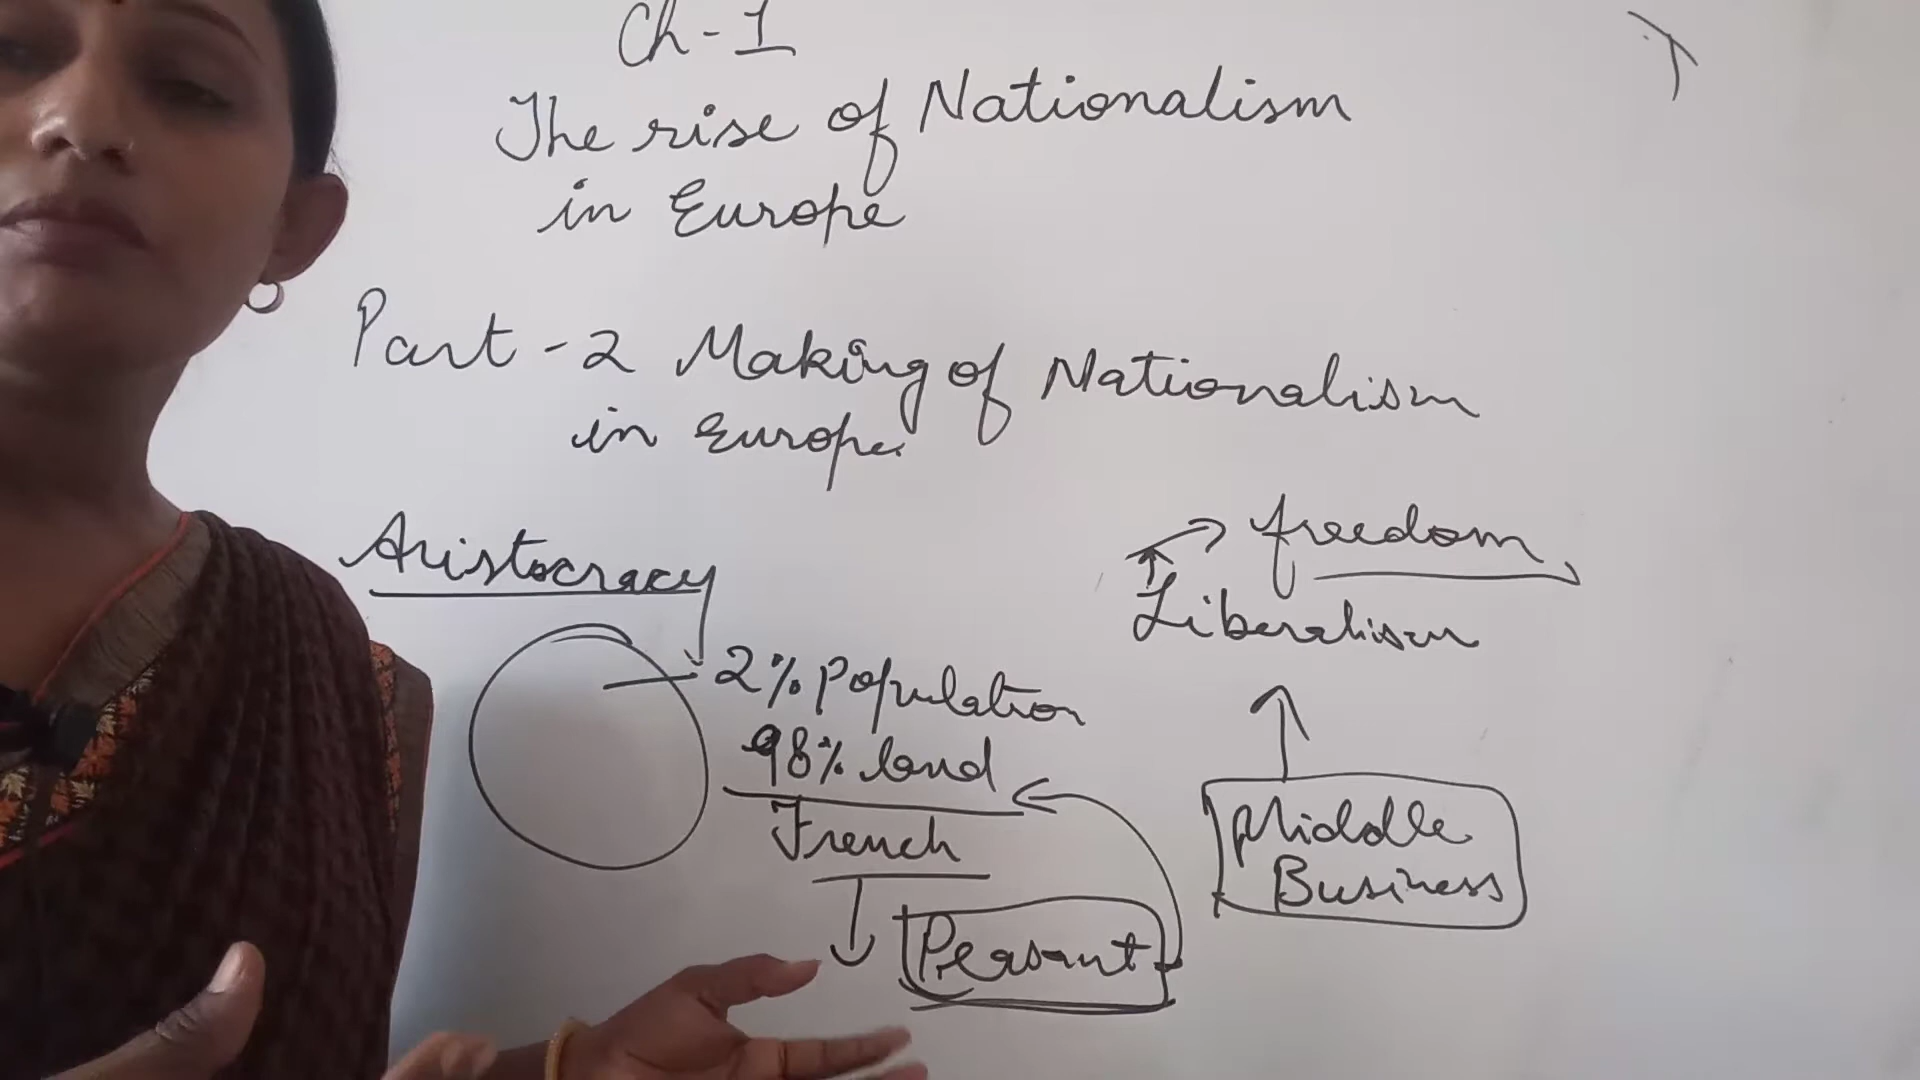 Ch-1
The rise of Nationalism
in Europe
Part-2 Making of Nationalism
in Europe.
Aristocracy
freedom
Liberalism
2% Population
98% land
French
Peasant
Middle
Business